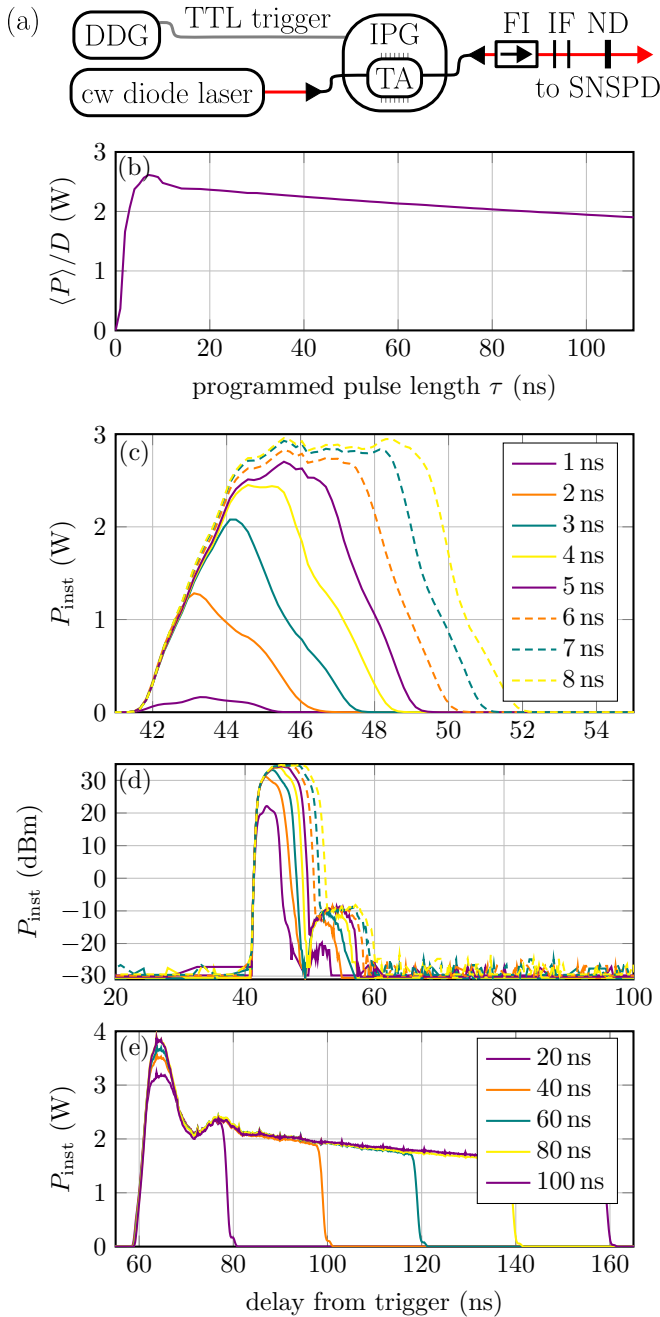 (a)
DDG
TTL trigger
IPG
TA
cw diode laser
FI IF ND
to SNSPD
(b)
⟨P⟩/D (W)
3
2
1
0
0 20 40 60 80 100
programmed pulse length τ (ns)
(c)
P_inst (W)
3
2
1
0
42 44 46 48 50 52 54
1 ns
2 ns
3 ns
4 ns
5 ns
6 ns
7 ns
8 ns
(d)
P_inst (dBm)
30
20
10
0
−10
−20
−30
20 40 60 80 100
(e)
P_inst (W)
4
3
2
1
0
60 80 100 120 140 160
20 ns
40 ns
60 ns
80 ns
100 ns
delay from trigger (ns)